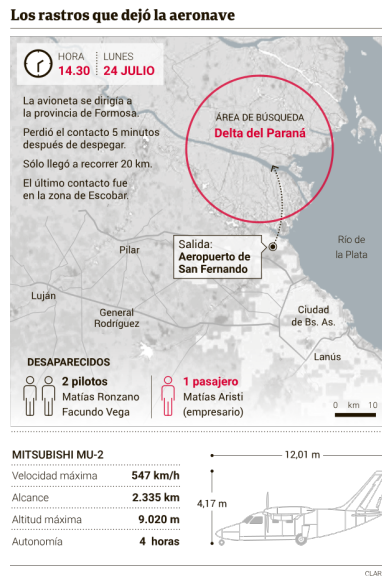 Los rastros que dejó la aeronave
HORA
14.30
LUNES
24 JULIO
La avioneta se dirigía a
la provincia de Formosa.
Perdió el contacto 5 minutos
después de despegar.
Sólo llegó a recorrer 20 km.
El último contacto fue
en la zona de Escobar.
ÁREA DE BÚSQUEDA
Delta del Paraná
Salida:
Aeropuerto de
San Fernando
Río de
la Plata
Pilar
Luján
General
Rodríguez
Ciudad
de Bs. As.
Lanús
DESAPARECIDOS
2 pilotos
Matías Ronzano
Facundo Vega
1 pasajero
Matías Aristi
(empresario)
0 km 10
MITSUBISHI MU-2
Velocidad máxima 547 km/h
Alcance 2.335 km
Altitud máxima 9.020 m
Autonomía 4 horas
12,01 m
4,17 m
CLAR